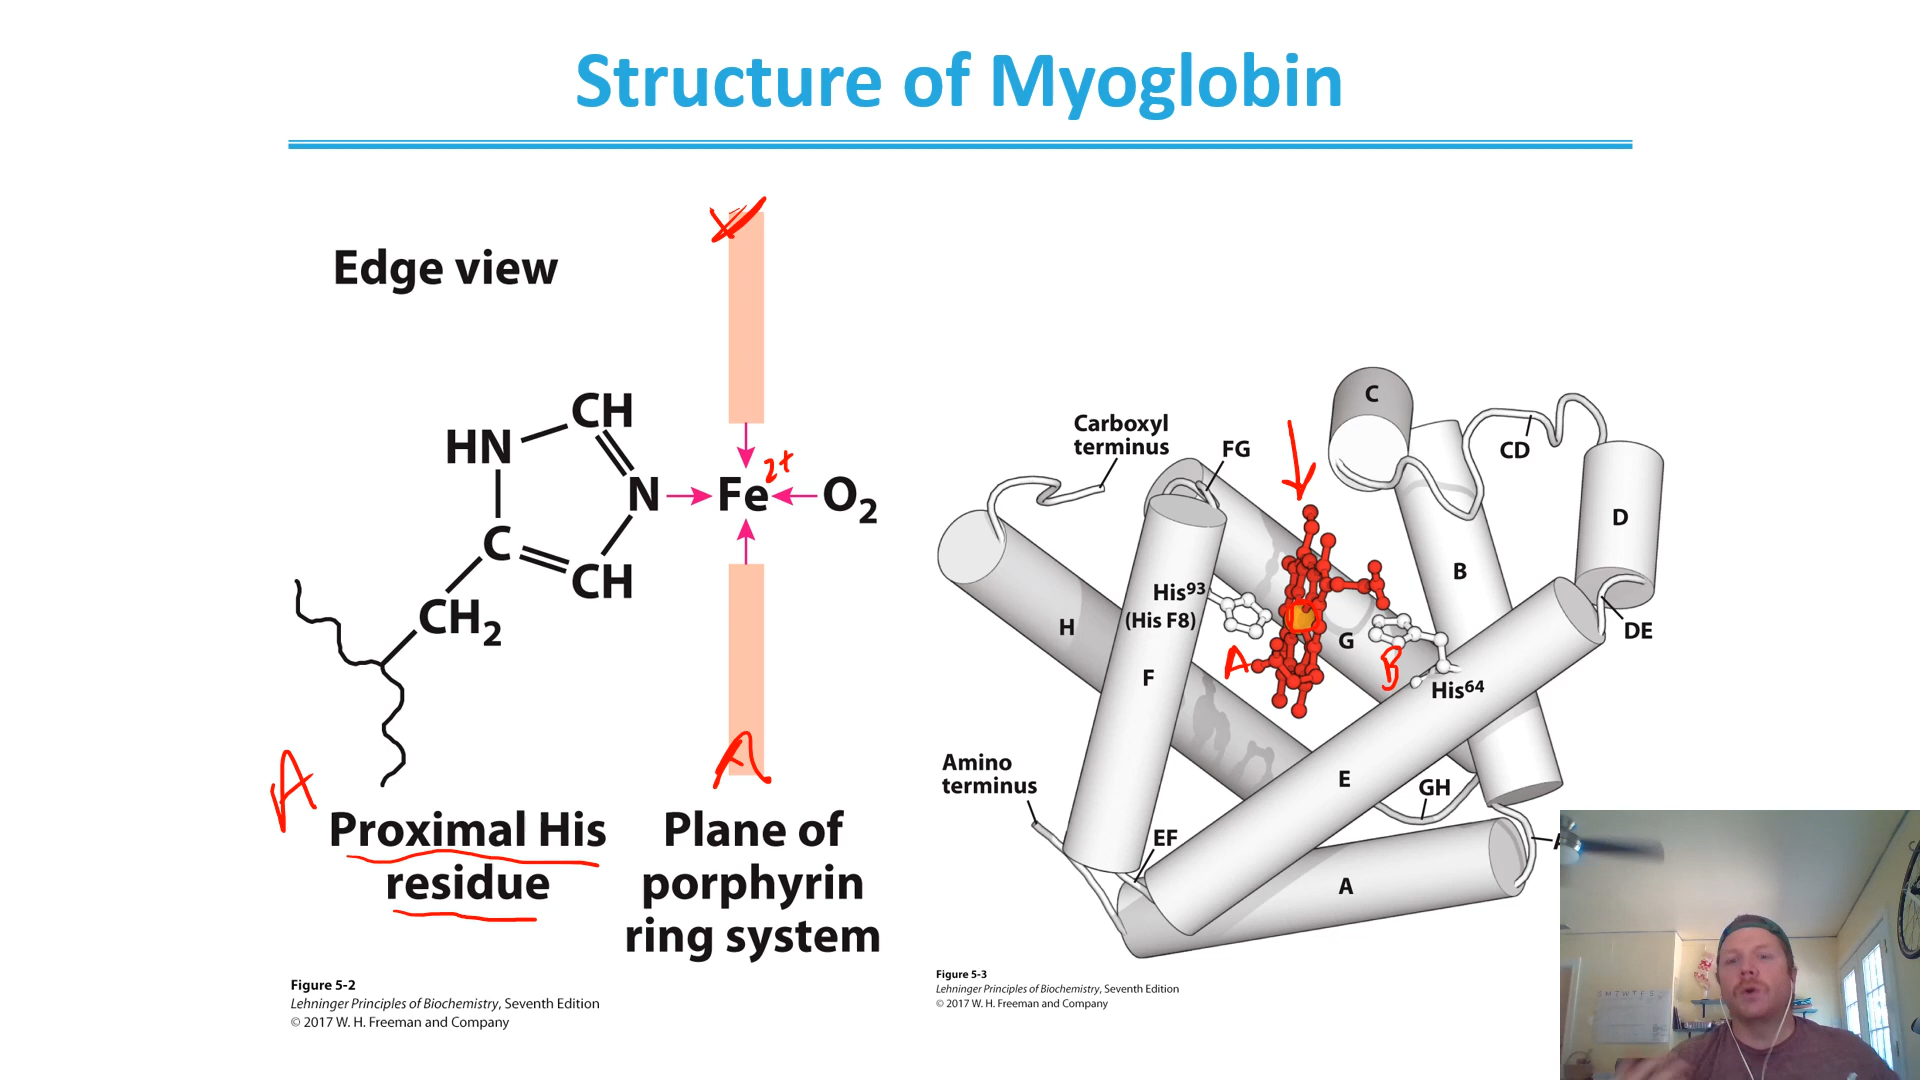 Structure of Myoglobin
Edge view
CH
HN
N
Fe
2+
O2
C
CH
CH2
A
Proximal His
residue
Plane of
porphyrin
ring system
Figure 5-2
Lehninger Principles of Biochemistry, Seventh Edition
© 2017 W. H. Freeman and Company
Carboxyl
terminus
FG
C
CD
D
B
His93
(His F8)
H
G
DE
F
A
B
His64
Amino
terminus
E
GH
EF
A
Figure 5-3
Lehninger Principles of Biochemistry, Seventh Edition
© 2017 W. H. Freeman and Company
S M T W T F S